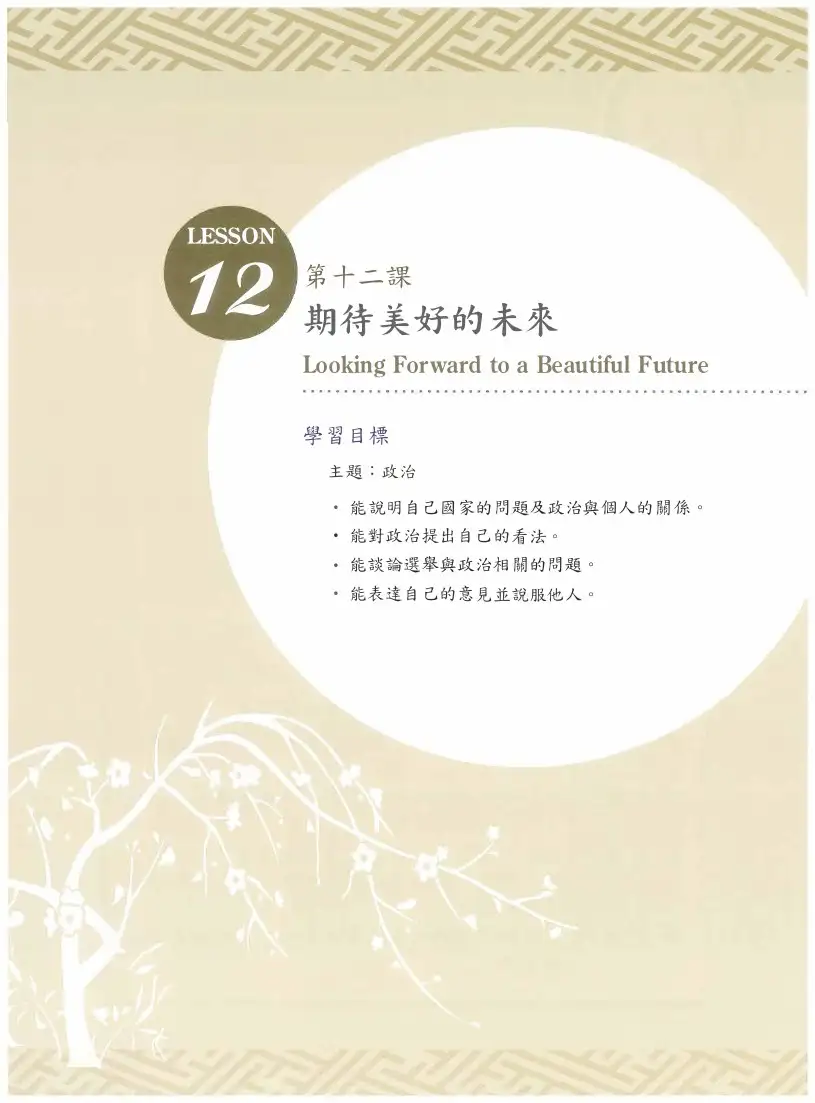 LESSON
12
第十二課
期待美好的未來
Looking Forward to a Beautiful Future
學習目標
主題：政治
• 能說明自己國家的問題及政治與個人的關係。
• 能對政治提出自己的看法。
• 能談論選舉與政治相關的問題。
• 能表達自己的意見並說服他人。